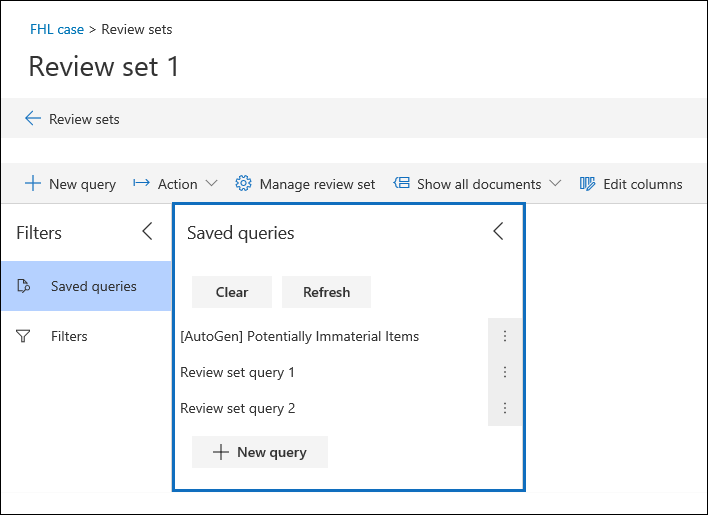 FHL case > Review sets
Review set 1
Review sets
New query Action Manage review set Show all documents Edit columns
Filters
Saved queries
Filters
Saved queries
Clear Refresh
[AutoGen] Potentially Immaterial Items
Review set query 1
Review set query 2
New query